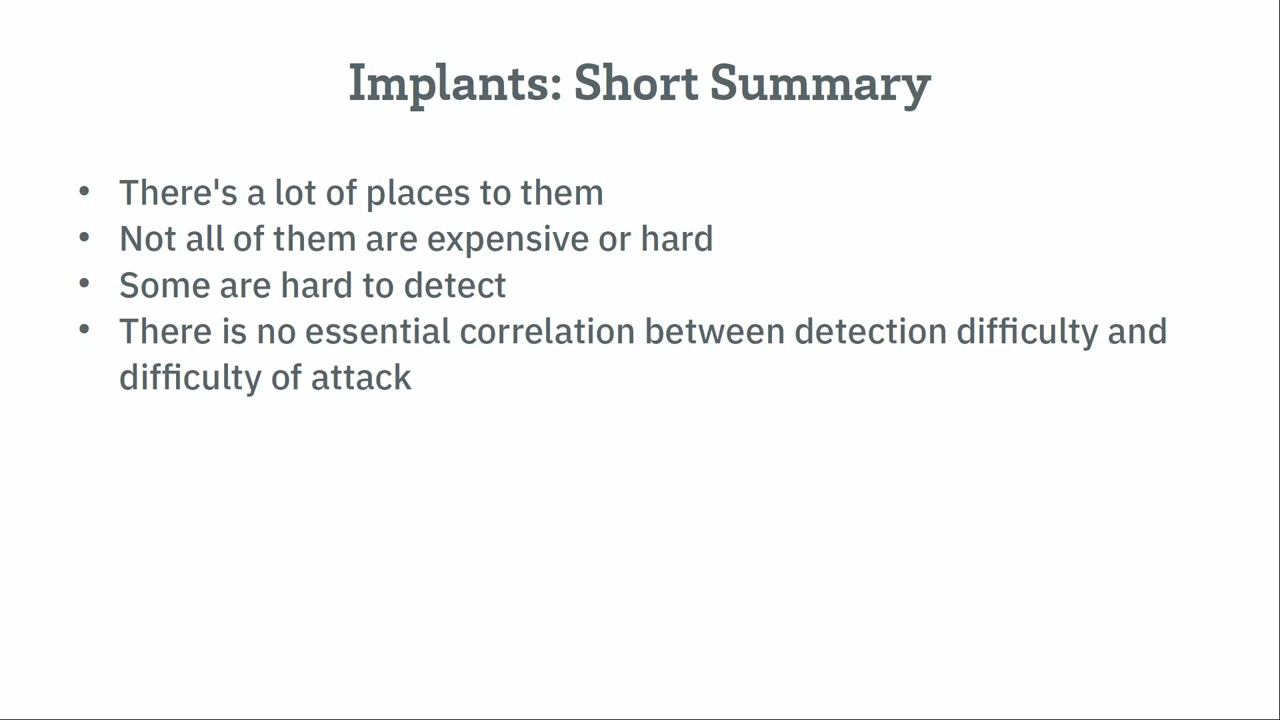 Implants: Short Summary
• There's a lot of places to them
• Not all of them are expensive or hard
• Some are hard to detect
• There is no essential correlation between detection difficulty and
difficulty of attack